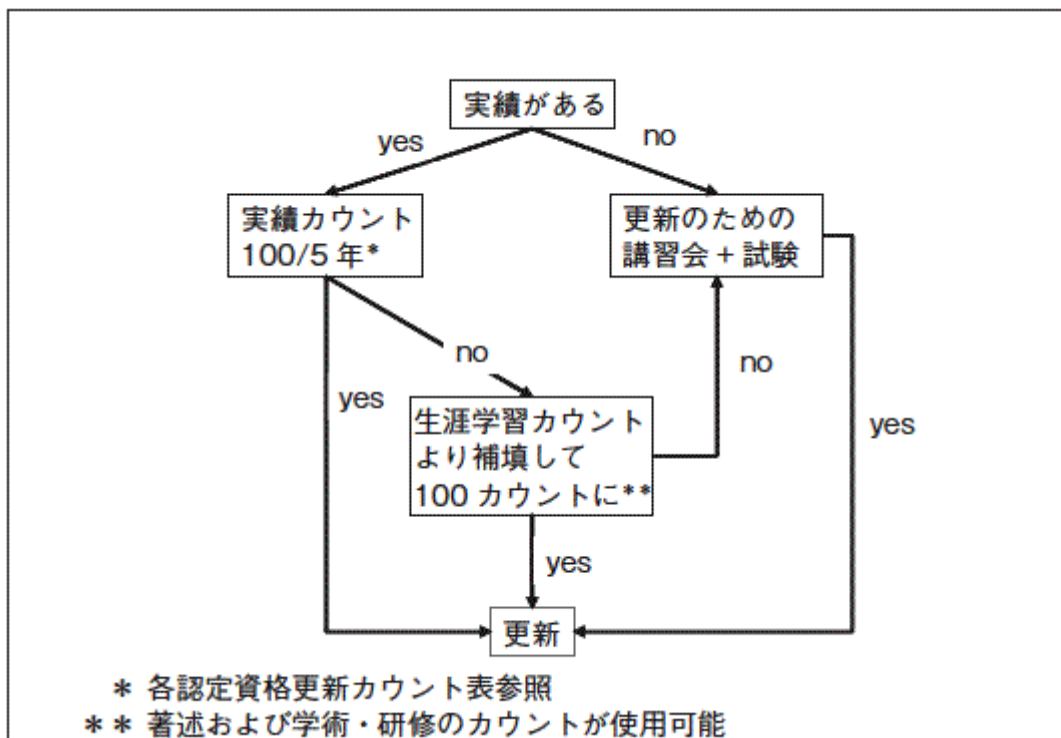 実績がある
yes
no
実績カウント
100/5 年*
更新のための
講習会 + 試験
no
no
yes
yes
生涯学習カウント
より補填して
100 カウントに**
yes
更新
* 各認定資格更新カウント表参照
** 著述および学術・研修のカウントが使用可能